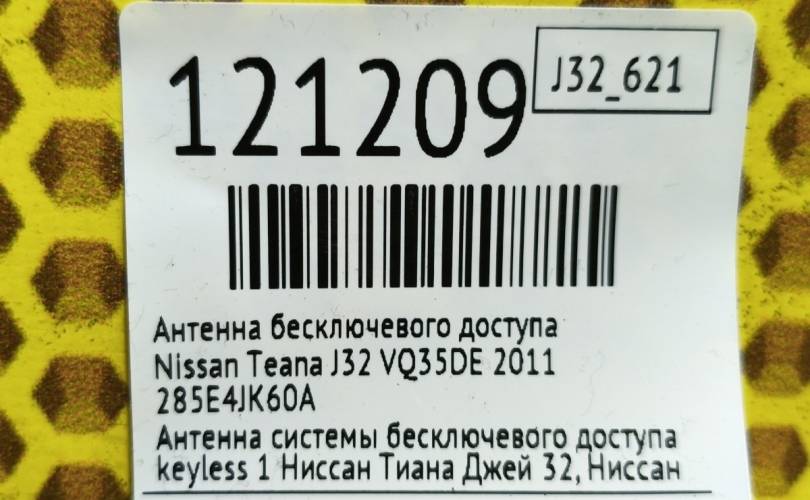 121209
J32_621
Антенна бесключевого доступа
Nissan Teana J32 VQ35DE 2011
285E4JK60A
Антенна системы бесключевого доступа
keyless 1 Ниссан Тиана Джей 32, Ниссан